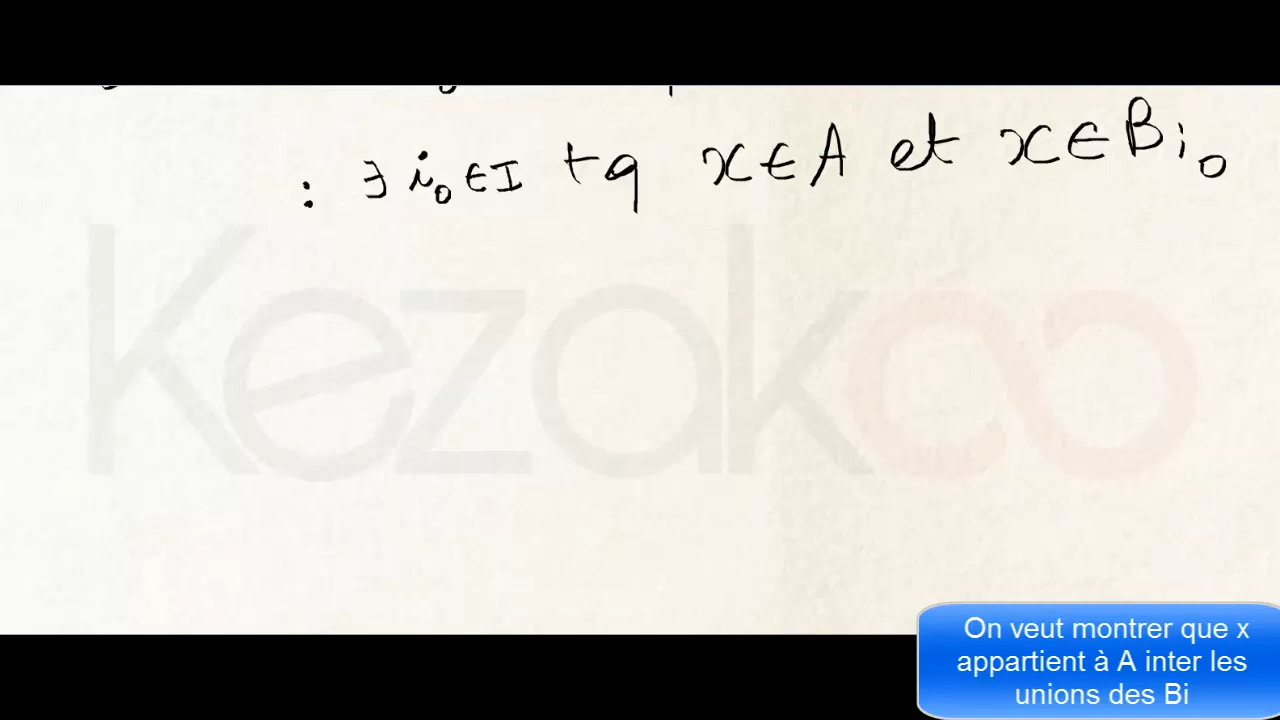 : ∃ i₀ ∈ I tq x ∈ A et x ∈ Bi₀
Kezakoo
On veut montrer que x
appartient à A inter les
unions des Bi